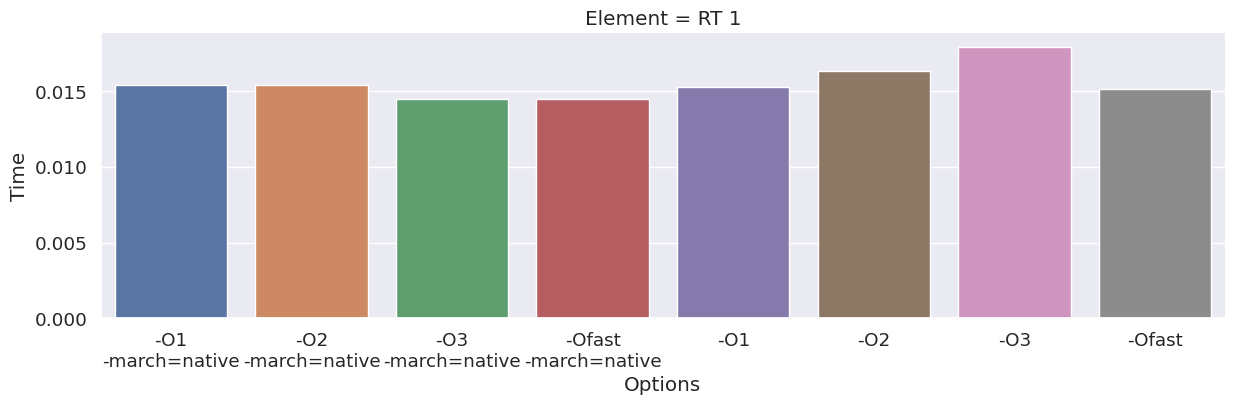 Element = RT 1
Time
0.015
0.010
0.005
0.000
-O1 -O2 -O3 -Ofast -O1 -O2 -O3 -Ofast
-march=native -march=native -march=native -march=native
Options